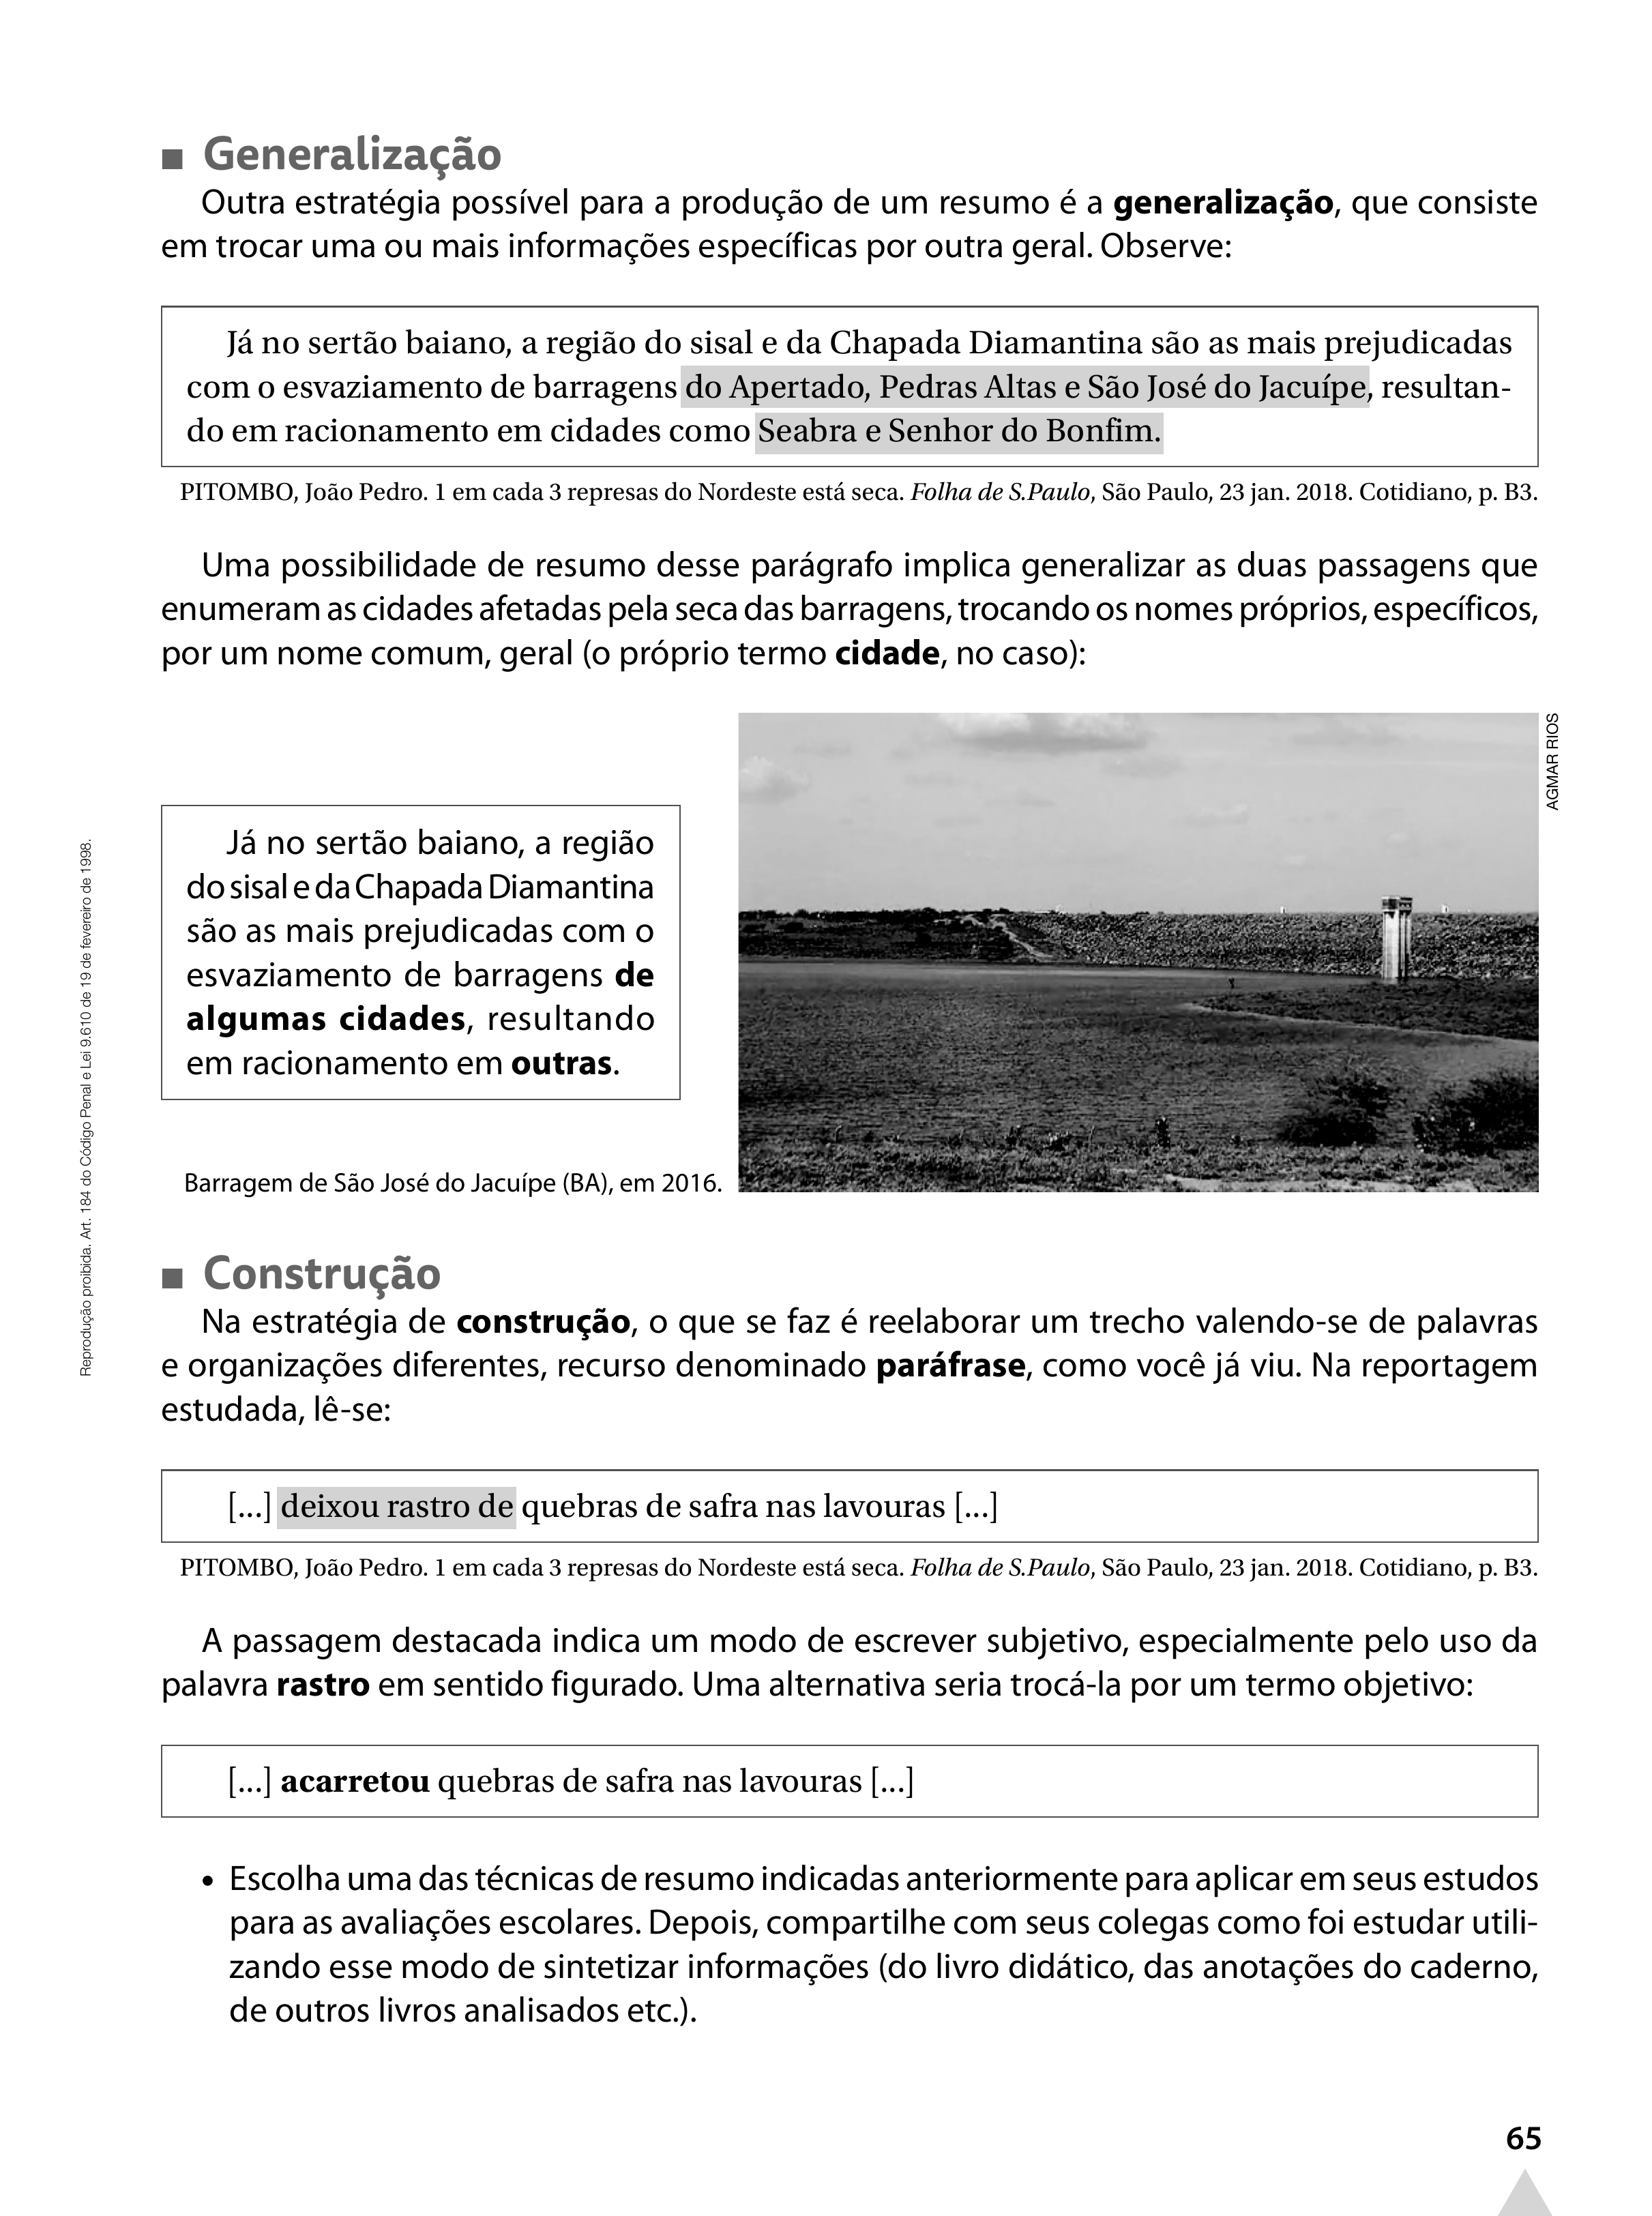 ■ Generalização
Outra estratégia possível para a produção de um resumo é a generalização, que consiste
em trocar uma ou mais informações específicas por outra geral. Observe:
Já no sertão baiano, a região do sisal e da Chapada Diamantina são as mais prejudicadas
com o esvaziamento de barragens do Apertado, Pedras Altas e São José do Jacuípe, resultan-
do em racionamento em cidades como Seabra e Senhor do Bonfim.
PITOMBO, João Pedro. 1 em cada 3 represas do Nordeste está seca. Folha de S.Paulo, São Paulo, 23 jan. 2018. Cotidiano, p. B3.
Uma possibilidade de resumo desse parágrafo implica generalizar as duas passagens que
enumeram as cidades afetadas pela seca das barragens, trocando os nomes próprios, específicos,
por um nome comum, geral (o próprio termo cidade, no caso):
AGMAR RIOS
Já no sertão baiano, a região
do sisal e da Chapada Diamantina
são as mais prejudicadas com o
esvaziamento de barragens de
algumas cidades, resultando
em racionamento em outras.
Barragem de São José do Jacuípe (BA), em 2016.
Reprodução proibida. Art. 184 do Código Penal e Lei 9.610 de 19 de fevereiro de 1998.
■ Construção
Na estratégia de construção, o que se faz é reelaborar um trecho valendo-se de palavras
e organizações diferentes, recurso denominado paráfrase, como você já viu. Na reportagem
estudada, lê-se:
[...] deixou rastro de quebras de safra nas lavouras [...]
PITOMBO, João Pedro. 1 em cada 3 represas do Nordeste está seca. Folha de S.Paulo, São Paulo, 23 jan. 2018. Cotidiano, p. B3.
A passagem destacada indica um modo de escrever subjetivo, especialmente pelo uso da
palavra rastro em sentido figurado. Uma alternativa seria trocá-la por um termo objetivo:
[...] acarretou quebras de safra nas lavouras [...]
• Escolha uma das técnicas de resumo indicadas anteriormente para aplicar em seus estudos
para as avaliações escolares. Depois, compartilhe com seus colegas como foi estudar utili-
zando esse modo de sintetizar informações (do livro didático, das anotações do caderno,
de outros livros analisados etc.).
65